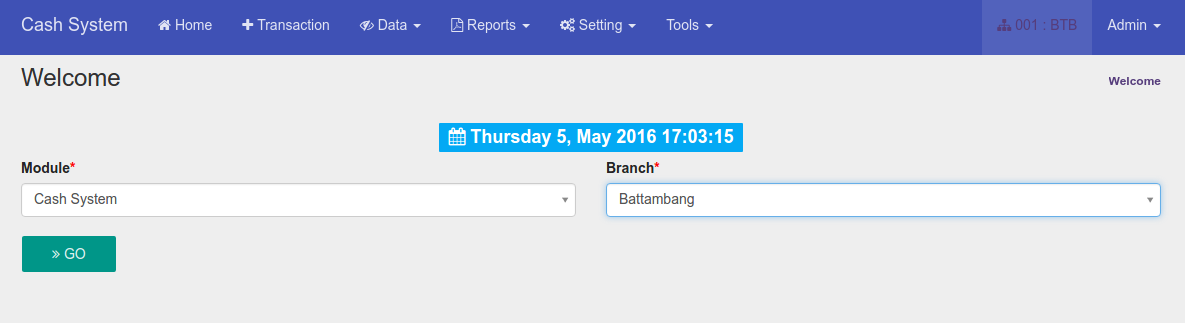 Cash System Home Transaction Data Reports Setting Tools 001 : BTB Admin
Welcome Welcome
Thursday 5, May 2016 17:03:15
Module* Branch*
Cash System Battambang
» GO